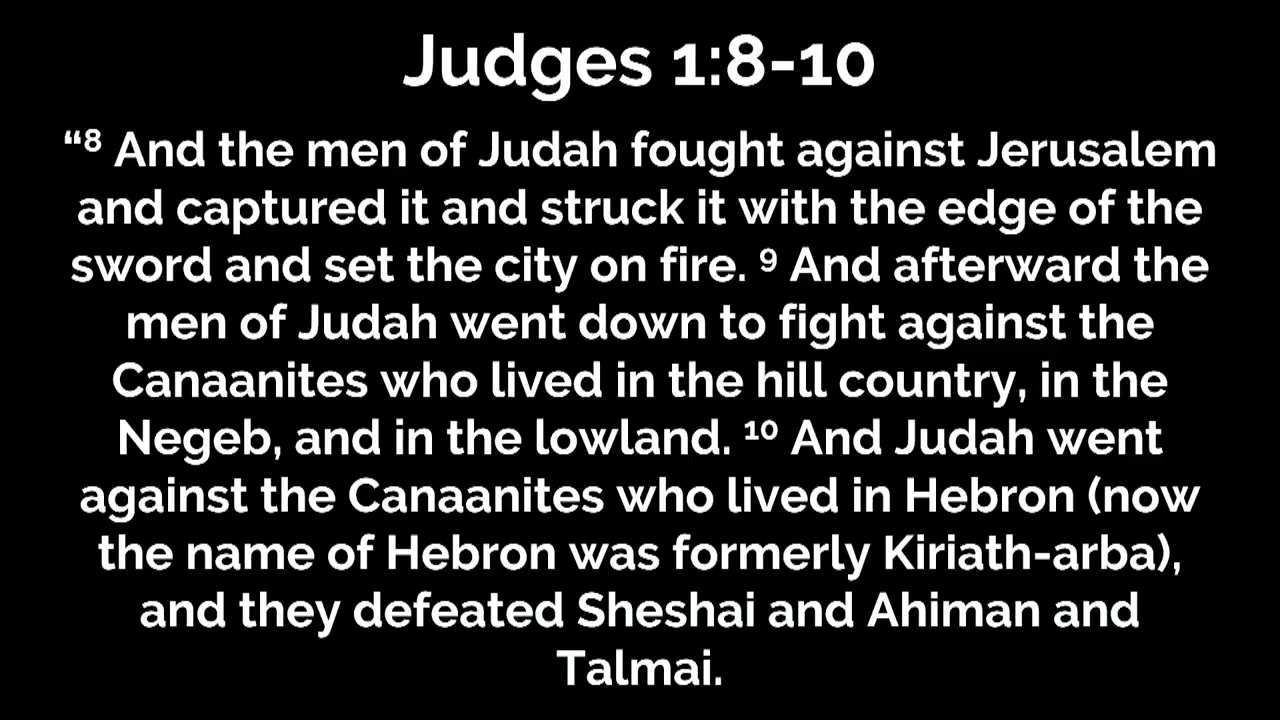 Judges 1:8-10
“⁸ And the men of Judah fought against Jerusalem
and captured it and struck it with the edge of the
sword and set the city on fire. ⁹ And afterward the
men of Judah went down to fight against the
Canaanites who lived in the hill country, in the
Negeb, and in the lowland. ¹⁰ And Judah went
against the Canaanites who lived in Hebron (now
the name of Hebron was formerly Kiriath-arba),
and they defeated Sheshai and Ahiman and
Talmai.